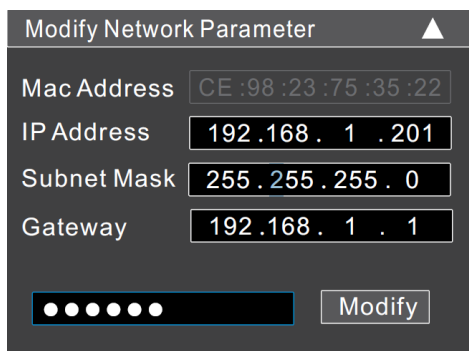 Modify Network Parameter
Mac Address CE :98 :23 :75 :35 :22
IP Address 192 .168 . 1 .201
Subnet Mask 255 . 255 . 255 . 0
Gateway 192 .168 . 1 . 1
●●●●●● Modify